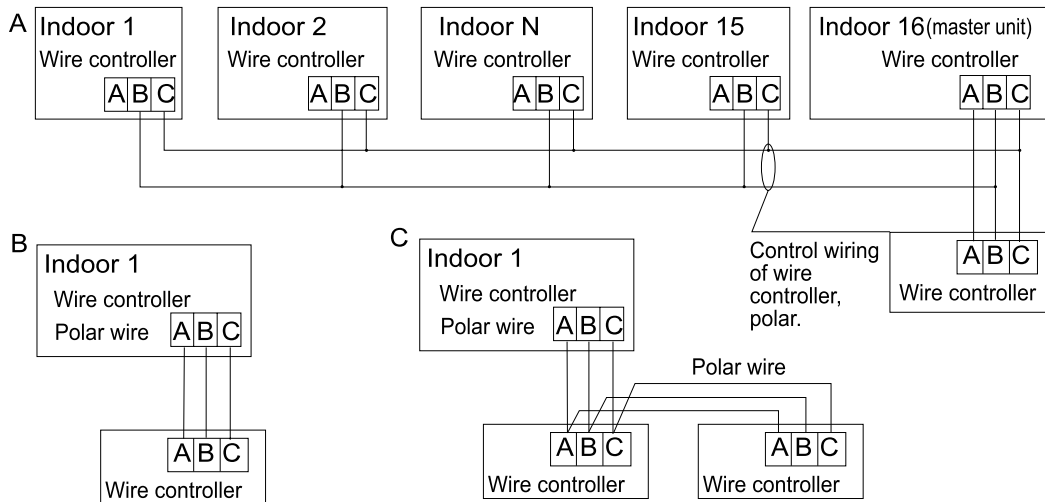 A
Indoor 1
Wire controller
A B C
Indoor 2
Wire controller
A B C
Indoor N
Wire controller
A B C
Indoor 15
Wire controller
A B C
Indoor 16(master unit)
Wire controller
A B C
Control wiring
of wire
controller,
polar.
A B C
Wire controller
B
Indoor 1
Wire controller
Polar wire
A B C
A B C
Wire controller
C
Indoor 1
Wire controller
Polar wire
A B C
Polar wire
A B C
Wire controller
A B C
Wire controller